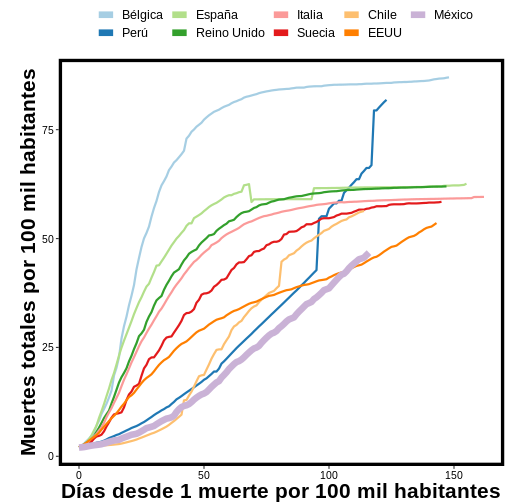 Bélgica España Italia Chile México
Perú Reino Unido Suecia EEUU
Muertes totales por 100 mil habitantes
75
50
25
0
0 50 100 150
Días desde 1 muerte por 100 mil habitantes